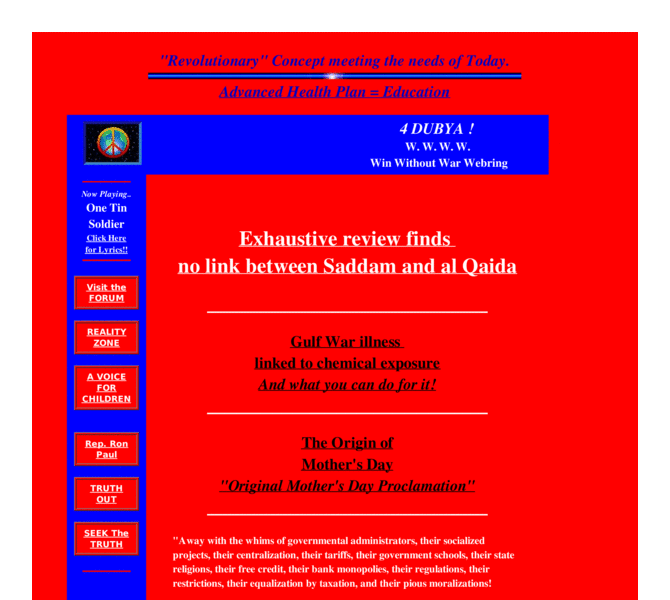 "Revolutionary" Concept meeting the needs of Today.
Advanced Health Plan = Education
4 DUBYA !
W. W. W. W.
Win Without War Webring
Now Playing..
One Tin
Soldier
Click Here
for Lyrics!!
Visit the
FORUM
REALITY
ZONE
A VOICE
FOR
CHILDREN
Rep. Ron
Paul
TRUTH
OUT
SEEK The
TRUTH
Exhaustive review finds
no link between Saddam and al Qaida
Gulf War illness
linked to chemical exposure
And what you can do for it!
The Origin of
Mother's Day
"Original Mother's Day Proclamation"
"Away with the whims of governmental administrators, their socialized
projects, their centralization, their tariffs, their government schools, their state
religions, their free credit, their bank monopolies, their regulations, their
restrictions, their equalization by taxation, and their pious moralizations!